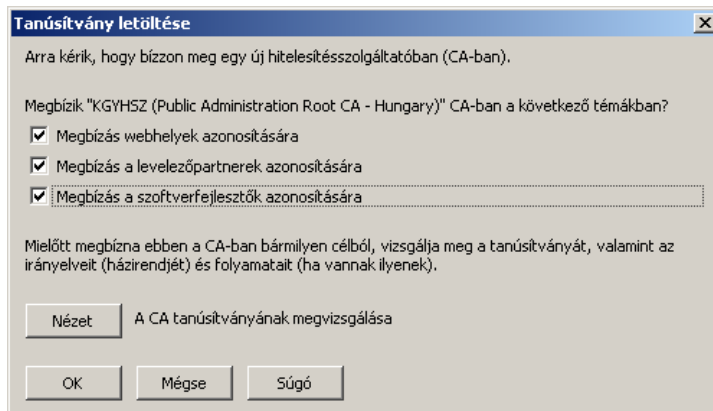 Tanúsítvány letöltése
Arra kérik, hogy bízzon meg egy új hitelesítésszolgáltatóban (CA-ban).
Megbízik "KGYHSZ (Public Administration Root CA - Hungary)" CA-ban a következő témákban?
Megbízás webhelyek azonosítására
Megbízás a levelezőpartnerek azonosítására
Megbízás a szoftverfejlesztők azonosítására
Mielőtt megbízna ebben a CA-ban bármilyen célból, vizsgálja meg a tanúsítványát, valamint az
irányelveit (házirendjét) és folyamatait (ha vannak ilyenek).
Nézet A CA tanúsítványának megvizsgálása
OK Mégse Súgó